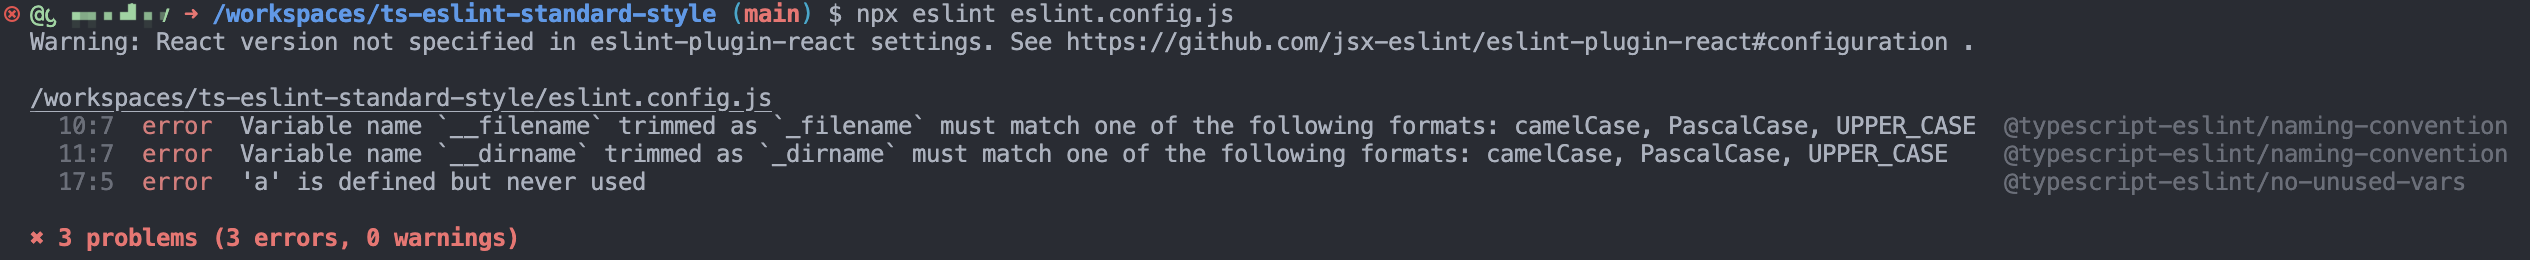 /workspaces/ts-eslint-standard-style (main) $ npx eslint eslint.config.js
Warning: React version not specified in eslint-plugin-react settings. See https://github.com/jsx-eslint/eslint-plugin-react#configuration .
/workspaces/ts-eslint-standard-style/eslint.config.js
10:7 error Variable name `__filename` trimmed as `_filename` must match one of the following formats: camelCase, PascalCase, UPPER_CASE @typescript-eslint/naming-convention
11:7 error Variable name `__dirname` trimmed as `_dirname` must match one of the following formats: camelCase, PascalCase, UPPER_CASE @typescript-eslint/naming-convention
17:5 error 'a' is defined but never used @typescript-eslint/no-unused-vars
✖ 3 problems (3 errors, 0 warnings)